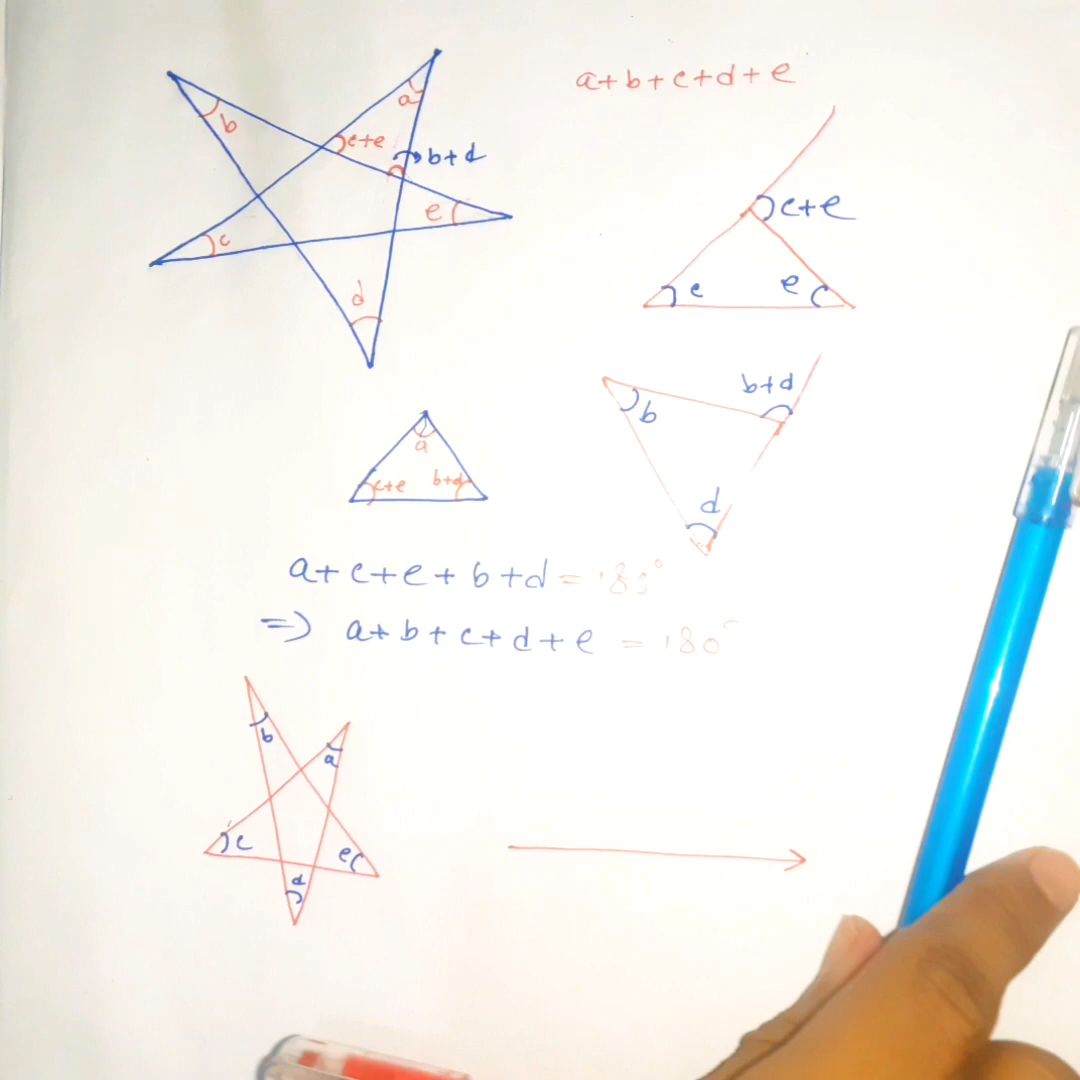 a+b+c+d+e
b
a
c+e
b+d
e
c
d
c+e
c
e
b+d
b
d
a
c+e
b+d
a+c+e+b+d=180°
=> a+b+c+d+e =180°
b
a
c
e
d